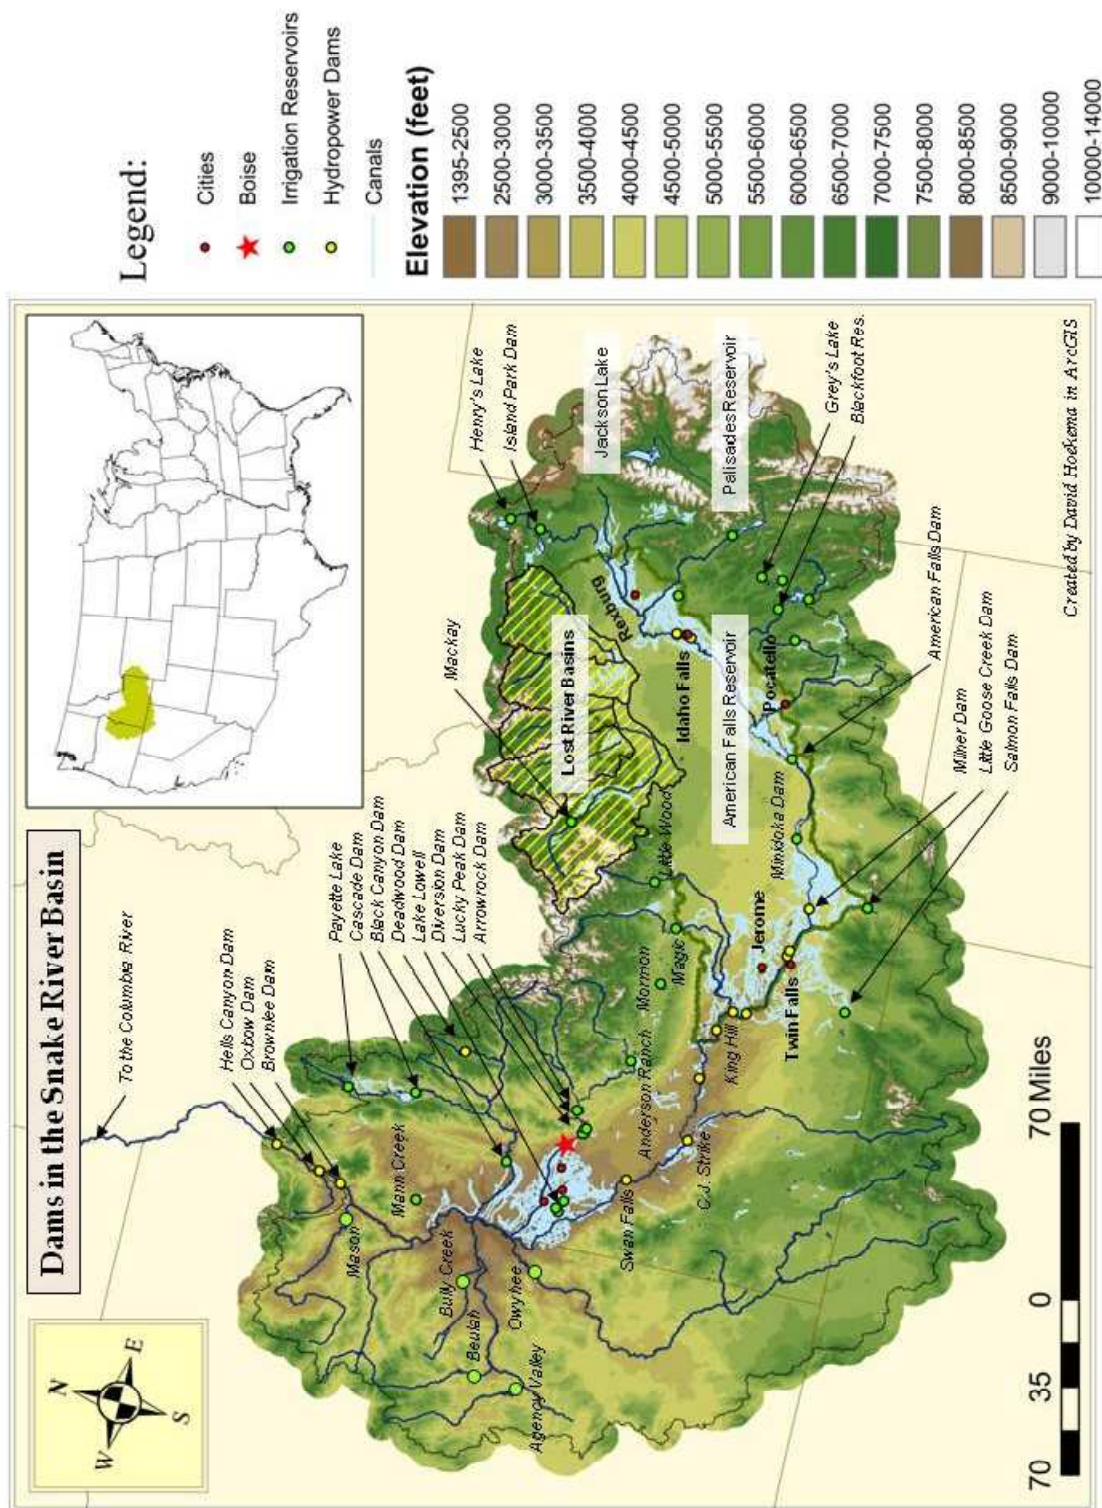 Dams in the Snake River Basin
N
W
E
S
To the Columbia River
Hells Canyon Dam
Oxbow Dam
Brownlee Dam
Payette Lake
Cascade Dam
Black Canyon Dam
Deadwood Dam
Lake Lowell
Diversion Dam
Lucky Peak Dam
Arrowrock Dam
Mackay
Henry's Lake
Island Park Dam
Jackson Lake
Palisades Reservoir
Grey's Lake
Blackfoot Res.
Lost River Basins
Rexburg
Idaho Falls
American Falls Reservoir
Pocatello
American Falls Dam
Milner Dam
Little Goose Creek Dam
Salmon Falls Dam
Minidoka Dam
Little Wood
Magic
Mormon
Jerome
Twin Falls
King Hill
Anderson Ranch
C.J. Strike
Swan Falls
Mann Creek
Mason
Bully Creek
Beulah
Owyhee
Agency Valley
70
35
0
70 Miles
Created by David Hoekema in ArcGIS
Legend:
Cities
Boise
Irrigation Reservoirs
Hydropower Dams
Canals
Elevation (feet)
1395-2500
2500-3000
3000-3500
3500-4000
4000-4500
4500-5000
5000-5500
5500-6000
6000-6500
6500-7000
7000-7500
7500-8000
8000-8500
8500-9000
9000-10000
10000-14000